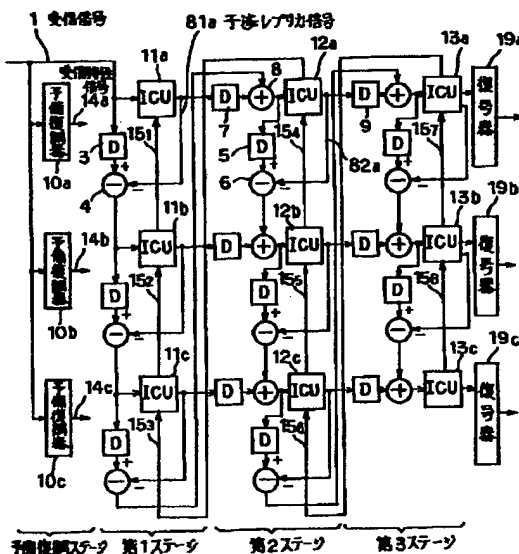 1 受信信号
81a 干渉レプリカ信号
11a
8
12a
13a
19a
受信特性
信号
14a
予備復調器
10a
ICU
D
7
+
ICU
D
9
+
ICU
復号器
3
D
+
15₁
5
D
+
15₄
82a
D
+
15₇
4
−
−
6
−
−
−
−
11b
12b
13b
19b
14b
予備復調器
10b
ICU
D
+
ICU
D
+
ICU
復号器
D
+
15₂
D
+
15₅
D
+
15₈
−
−
−
−
−
−
11c
12c
13c
19c
14c
予備復調器
10c
ICU
D
+
ICU
D
+
ICU
復号器
D
+
15₃
D
+
15₆
−
−
−
−
予備復調ステージ
第1ステージ
第2ステージ
第3ステージ